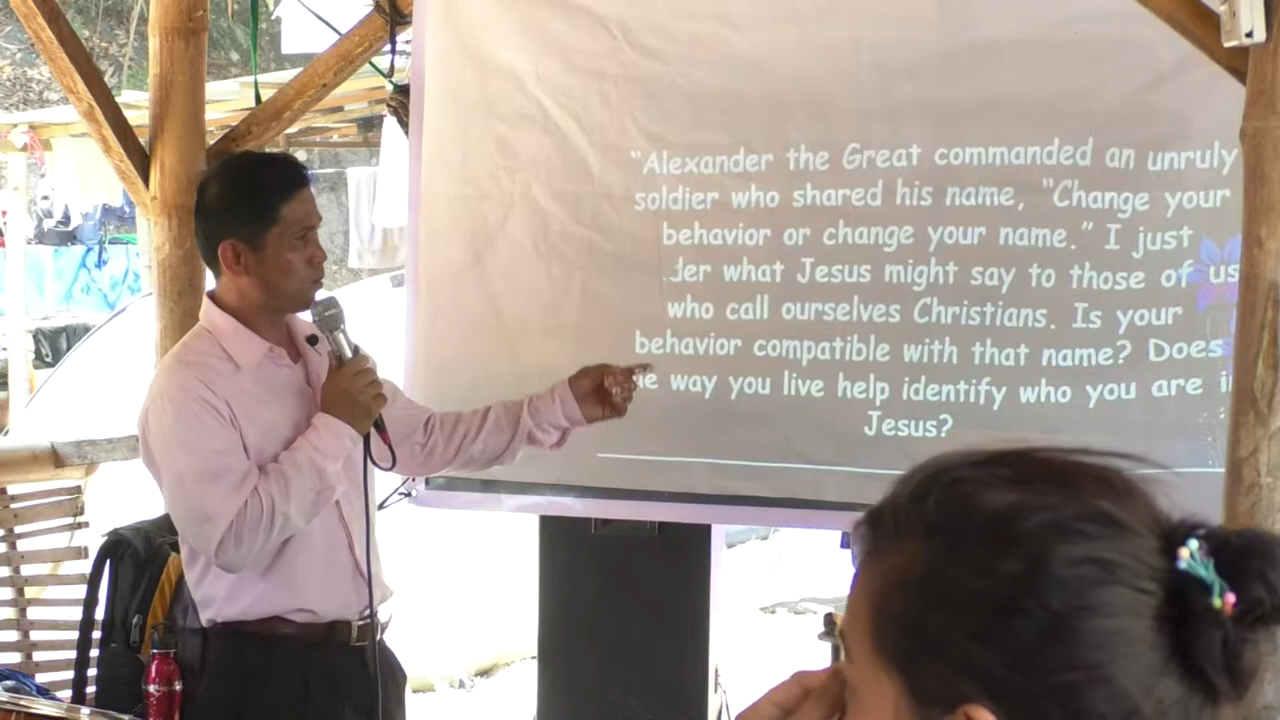 "Alexander the Great commanded an unruly
soldier who shared his name, "Change your
behavior or change your name." I just
what Jesus might say to those of us
who call ourselves Christians. Is your
behavior compatible with that name? Does
way you live help identify who you are
Jesus?